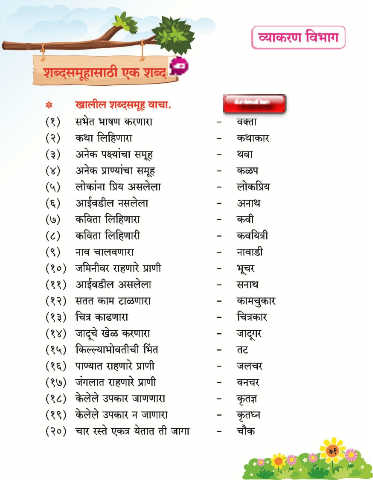 व्याकरण विभाग
शब्दसमूहासाठी एक शब्द
* खालील शब्दसमूह वाचा.
(१) सभेत भाषण करणारा - वक्ता
(२) कथा लिहिणारा - कथाकार
(३) अनेक पक्ष्यांचा समूह - थवा
(४) अनेक प्राण्यांचा समूह - कळप
(५) लोकांना प्रिय असलेला - लोकप्रिय
(६) आईवडील नसलेला - अनाथ
(७) कविता लिहिणारा - कवी
(८) कविता लिहिणारी - कवयित्री
(९) नाव चालवणारा - नावाडी
(१०) जमिनीवर राहणारे प्राणी - भूचर
(११) आईवडील असलेला - सनाथ
(१२) सतत काम टाळणारा - कामचुकार
(१३) चित्र काढणारा - चित्रकार
(१४) जादूचे खेळ करणारा - जादूगर
(१५) किल्ल्याभोवतीची भिंत - तट
(१६) पाण्यात राहणारे प्राणी - जलचर
(१७) जंगलात राहणारे प्राणी - वनचर
(१८) केलेले उपकार जाणणारा - कृतज्ञ
(१९) केलेले उपकार न जाणारा - कृतघ्न
(२०) चार रस्ते एकत्र येतात ती जागा - चौक